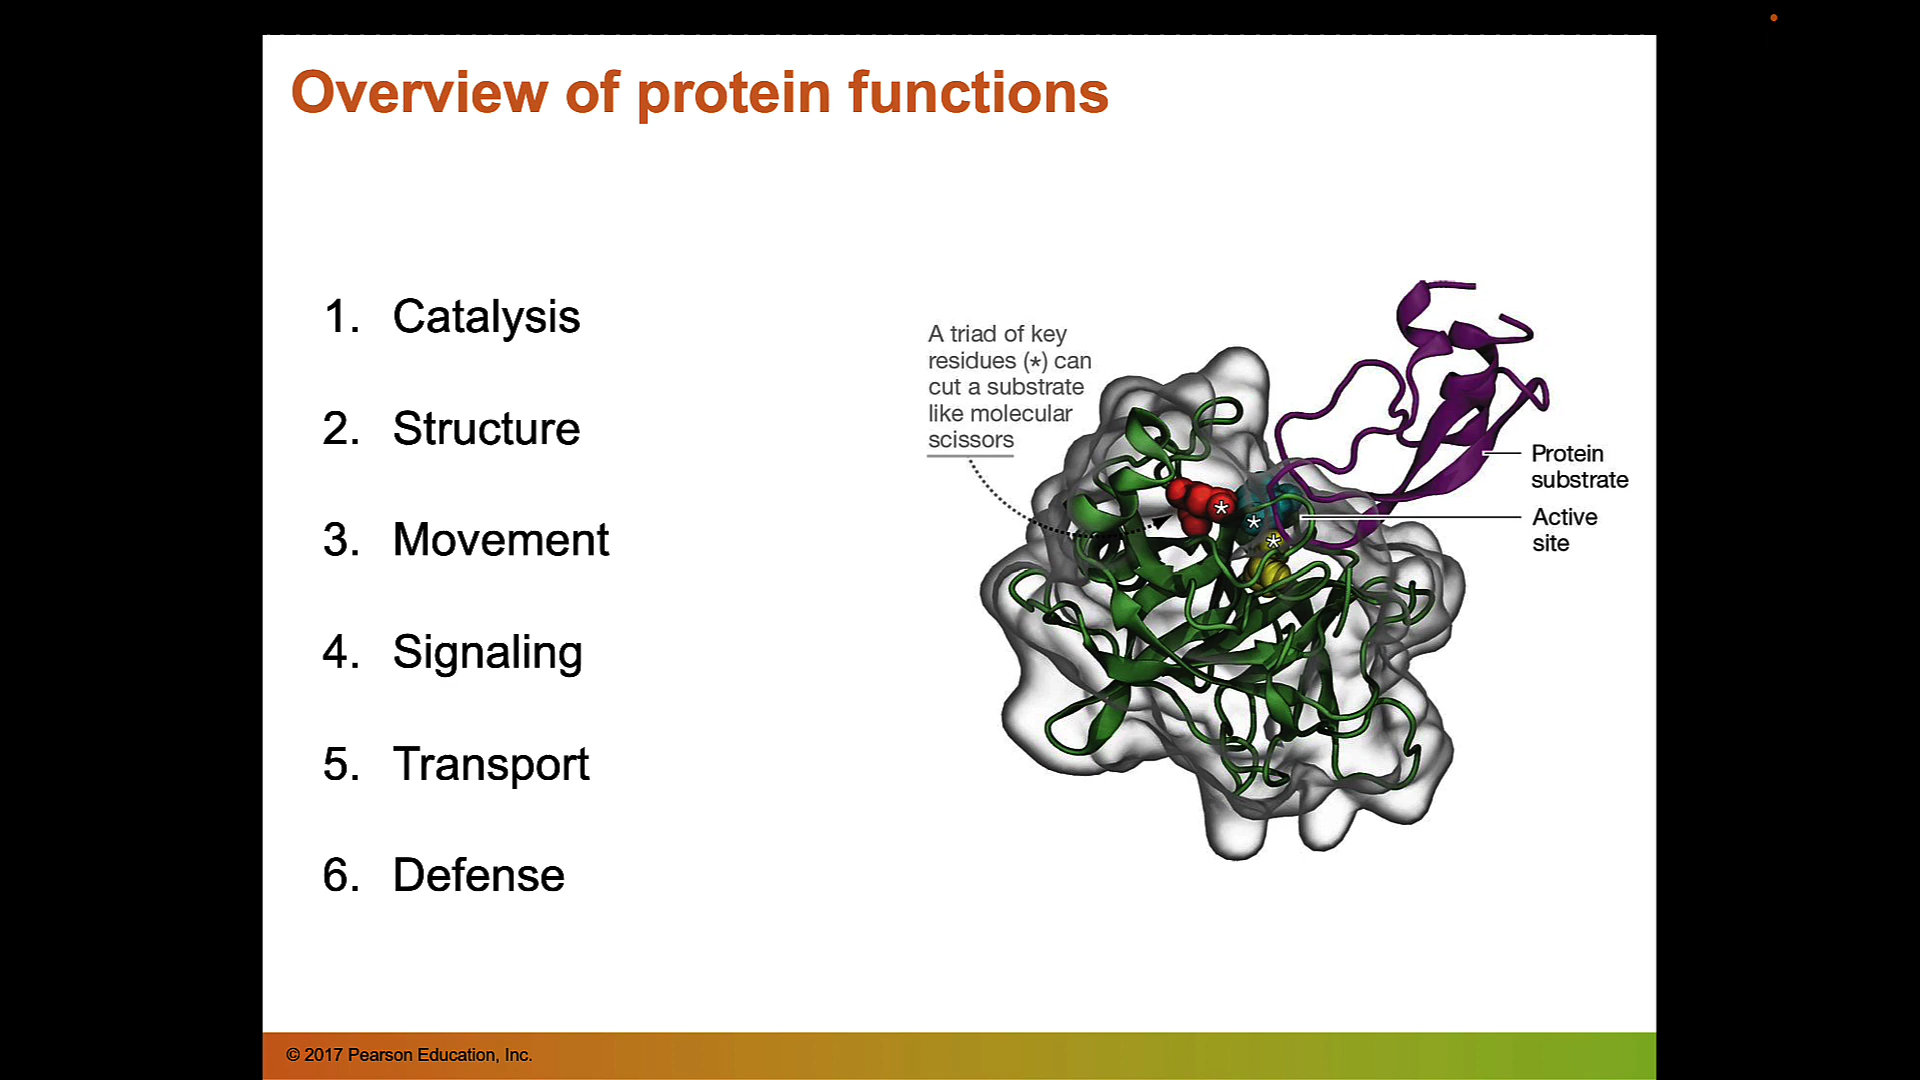 Overview of protein functions
1. Catalysis
2. Structure
3. Movement
4. Signaling
5. Transport
6. Defense
A triad of key
residues (*) can
cut a substrate
like molecular
scissors
*
*
*
Protein
substrate
Active
site
© 2017 Pearson Education, Inc.